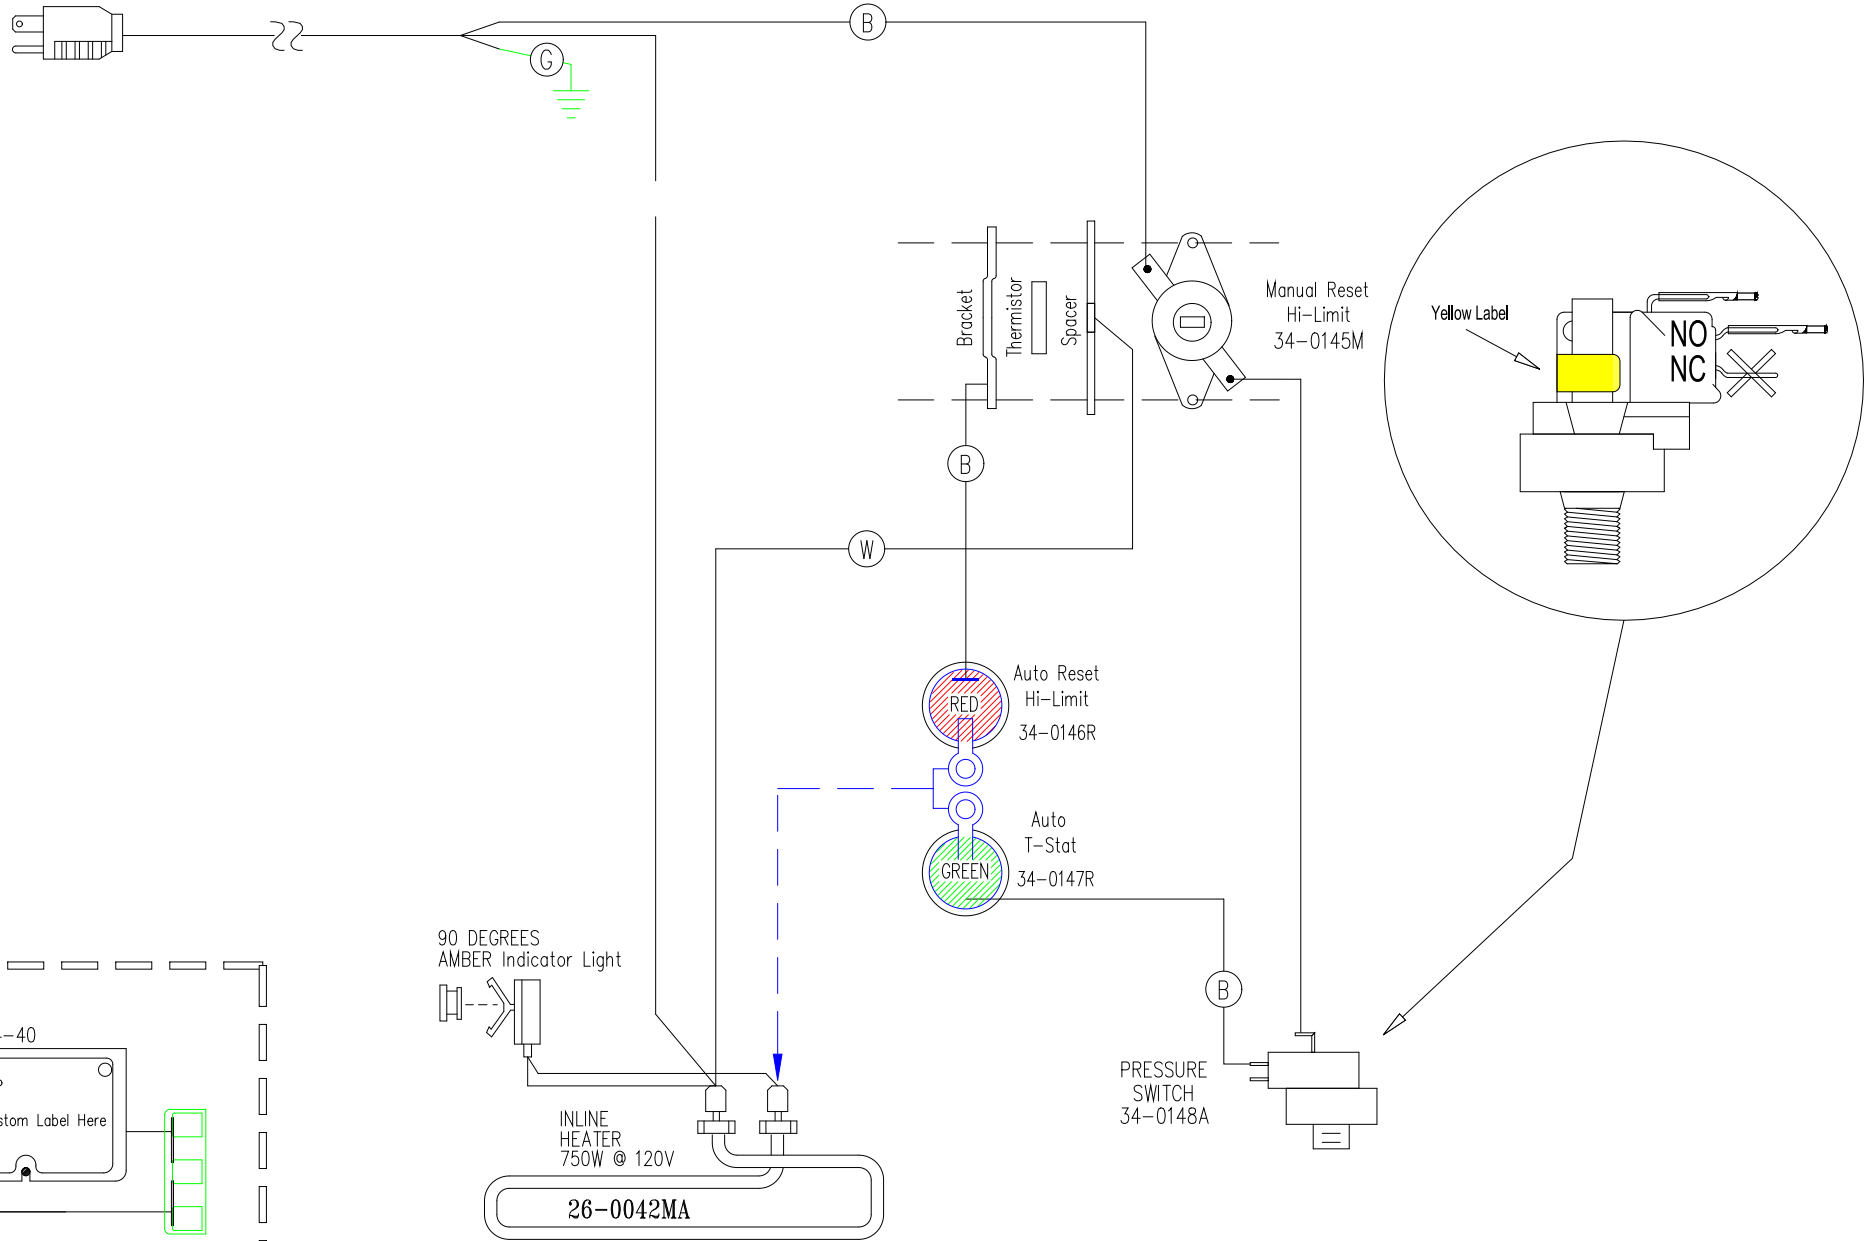 B
G
Bracket
Thermistor
Spacer
Manual Reset
Hi-Limit
34-0145M
Yellow Label
NO
NC
B
W
RED
Auto Reset
Hi-Limit
34-0146R
GREEN
Auto
T-Stat
34-0147R
90 DEGREES
AMBER Indicator Light
B
PRESSURE
SWITCH
34-0148A
INLINE
HEATER
750W @ 120V
26-0042MA
-40
stom Label Here